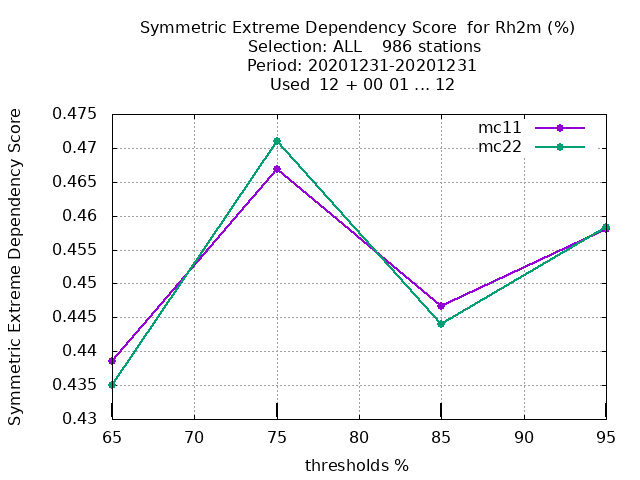 Symmetric Extreme Dependency Score  for Rh2m (%)
Selection: ALL    986 stations
Period: 20201231-20201231
Used  12 + 00 01 ... 12
Symmetric Extreme Dependency Score
0.475
0.47
0.465
0.46
0.455
0.45
0.445
0.44
0.435
0.43
mc11
mc22
65 70 75 80 85 90 95
thresholds %